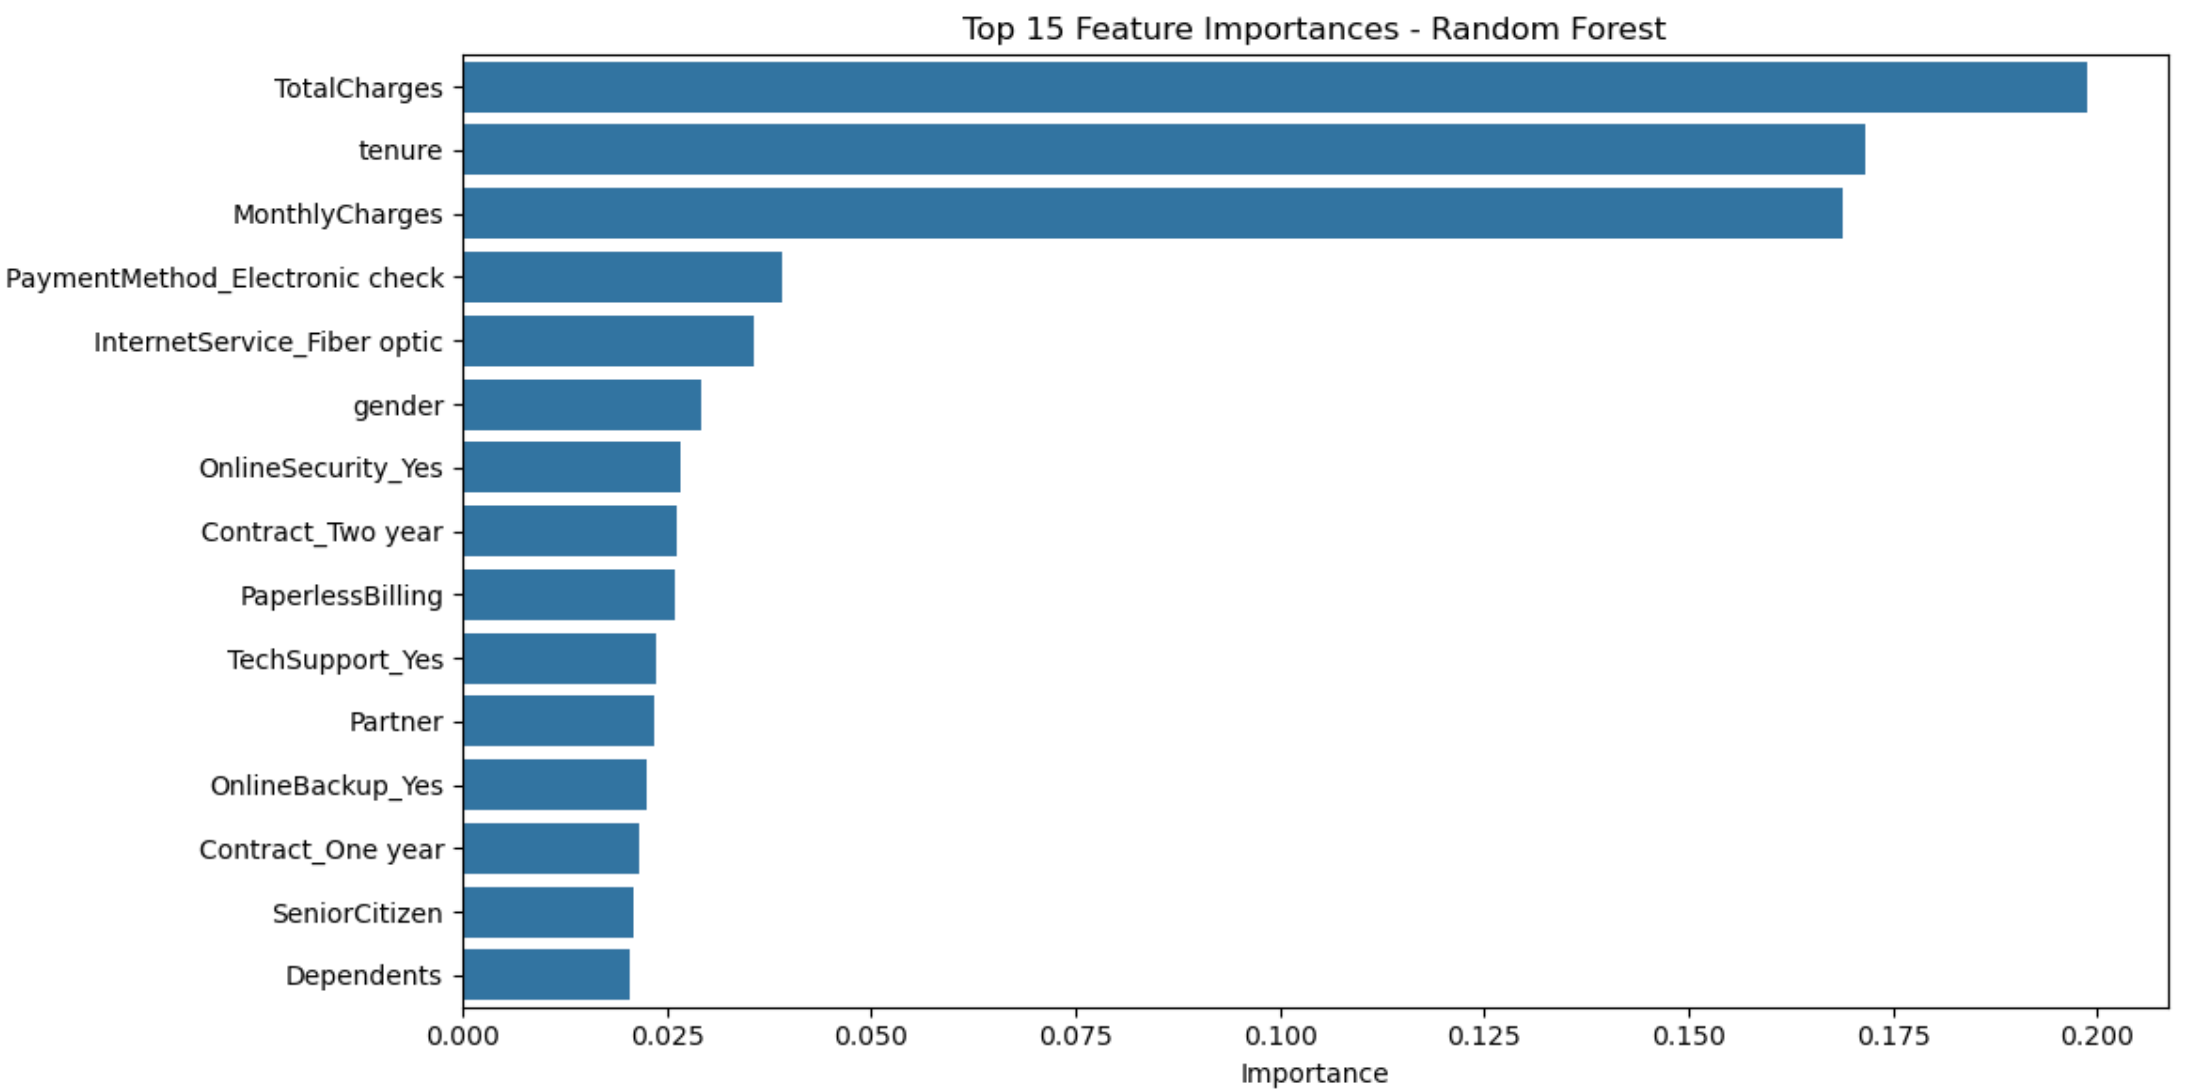 Top 15 Feature Importances - Random Forest
TotalCharges
tenure
MonthlyCharges
PaymentMethod_Electronic check
InternetService_Fiber optic
gender
OnlineSecurity_Yes
Contract_Two year
PaperlessBilling
TechSupport_Yes
Partner
OnlineBackup_Yes
Contract_One year
SeniorCitizen
Dependents
0.000 0.025 0.050 0.075 0.100 0.125 0.150 0.175 0.200
Importance